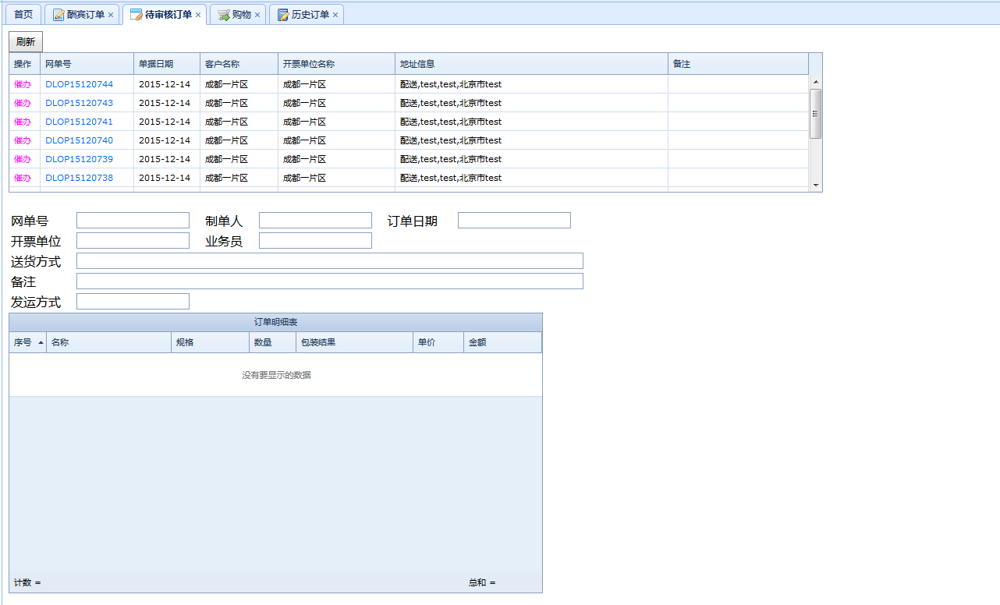 首页 酬宾订单 × 待审核订单 × 购物 × 历史订单 ×
刷新
操作 网单号 单据日期 客户名称 开票单位名称 地址信息 备注
催办 DLOP15120744 2015-12-14 成都一片区 成都一片区 配送,test,test,北京市test
催办 DLOP15120743 2015-12-14 成都一片区 成都一片区 配送,test,test,北京市test
催办 DLOP15120741 2015-12-14 成都一片区 成都一片区 配送,test,test,北京市test
催办 DLOP15120740 2015-12-14 成都一片区 成都一片区 配送,test,test,北京市test
催办 DLOP15120739 2015-12-14 成都一片区 成都一片区 配送,test,test,北京市test
催办 DLOP15120738 2015-12-14 成都一片区 成都一片区 配送,test,test,北京市test
网单号 制单人 订单日期
开票单位 业务员
送货方式
备注
发运方式
订单明细表
序号 名称 规格 数量 包装结果 单价 金额
没有要显示的数据
计数 = 总和 =